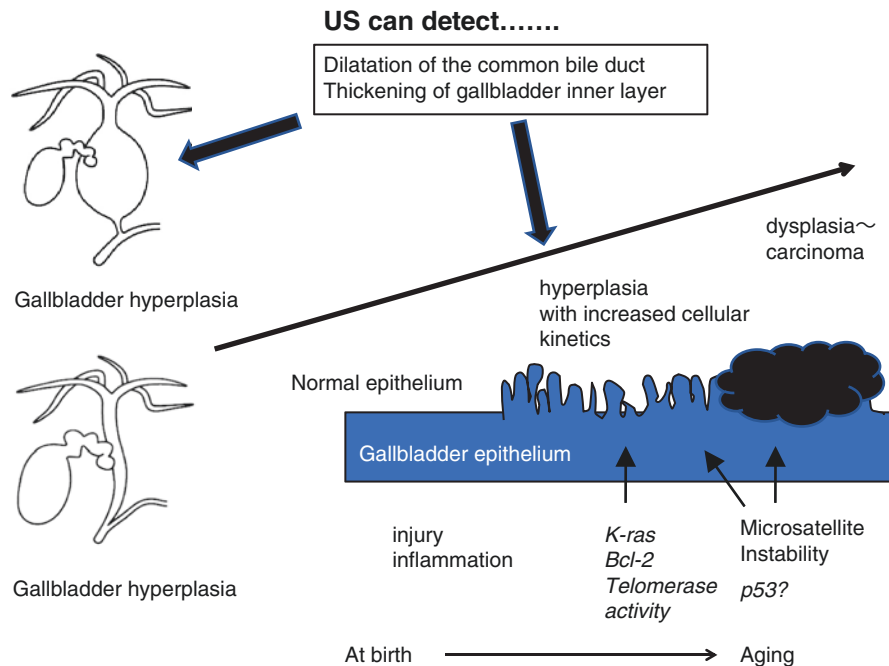 US can detect.......
Dilatation of the common bile duct
Thickening of gallbladder inner layer
Gallbladder hyperplasia
dysplasia～
carcinoma
hyperplasia
with increased cellular
kinetics
Normal epithelium
Gallbladder epithelium
Gallbladder hyperplasia
injury
inflammation
K-ras
Bcl-2
Telomerase
activity
Microsatellite
Instability
p53?
At birth
Aging